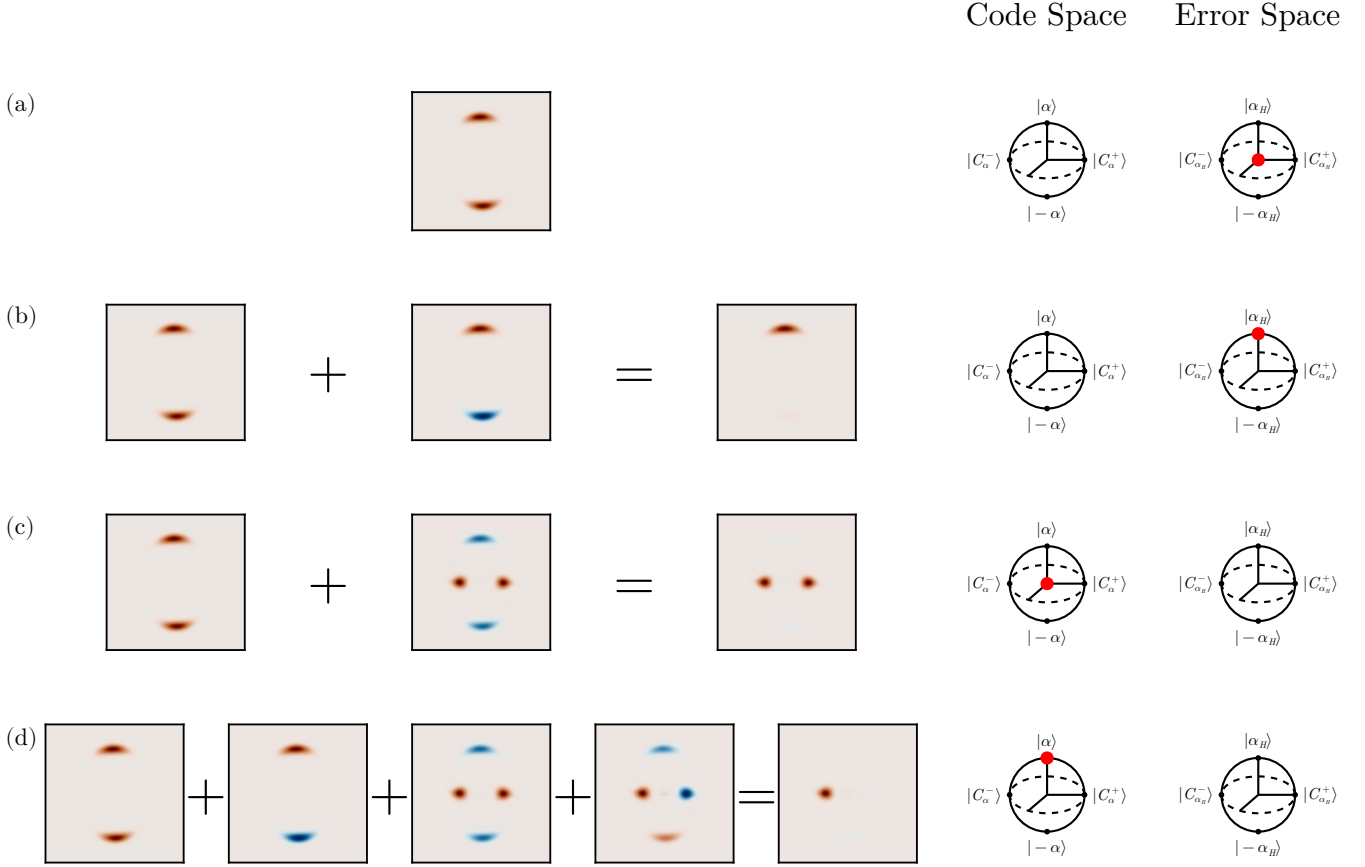 Code Space Error Space
(a)
|α⟩ |α_H⟩
|C_α^-⟩ |C_α^+⟩ |C_{α_H}^-⟩ |C_{α_H}^+⟩
|−α⟩ |−α_H⟩
(b)
|α⟩ |α_H⟩
+ =
|C_α^-⟩ |C_α^+⟩ |C_{α_H}^-⟩ |C_{α_H}^+⟩
|−α⟩ |−α_H⟩
(c)
|α⟩ |α_H⟩
+ =
|C_α^-⟩ |C_α^+⟩ |C_{α_H}^-⟩ |C_{α_H}^+⟩
|−α⟩ |−α_H⟩
(d)
|α⟩ |α_H⟩
+ + + =
|C_α^-⟩ |C_α^+⟩ |C_{α_H}^-⟩ |C_{α_H}^+⟩
|−α⟩ |−α_H⟩